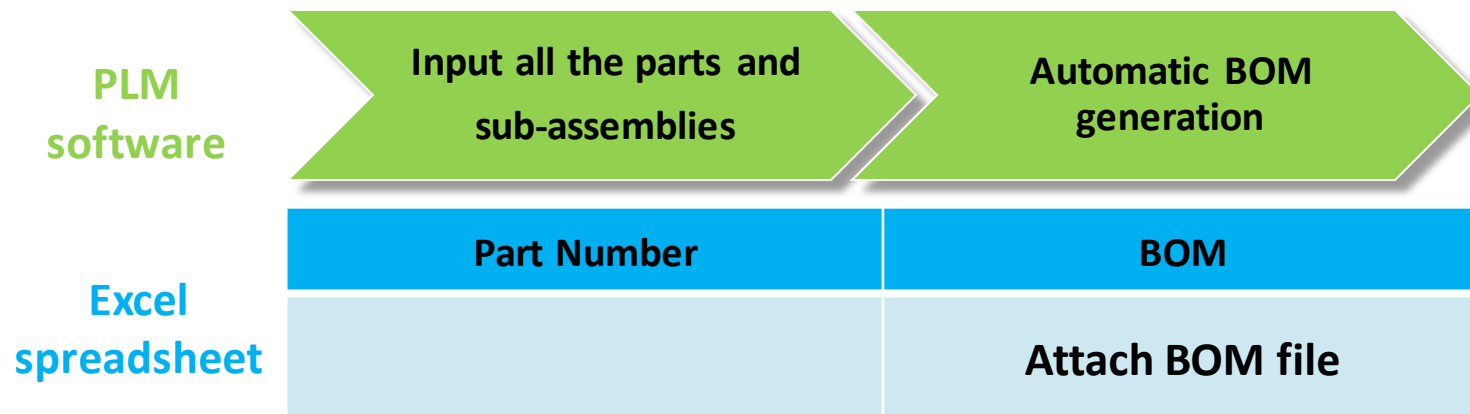 PLM
software
Input all the parts and
sub-assemblies
Automatic BOM
generation
Excel
spreadsheet
Part Number
BOM
Attach BOM file